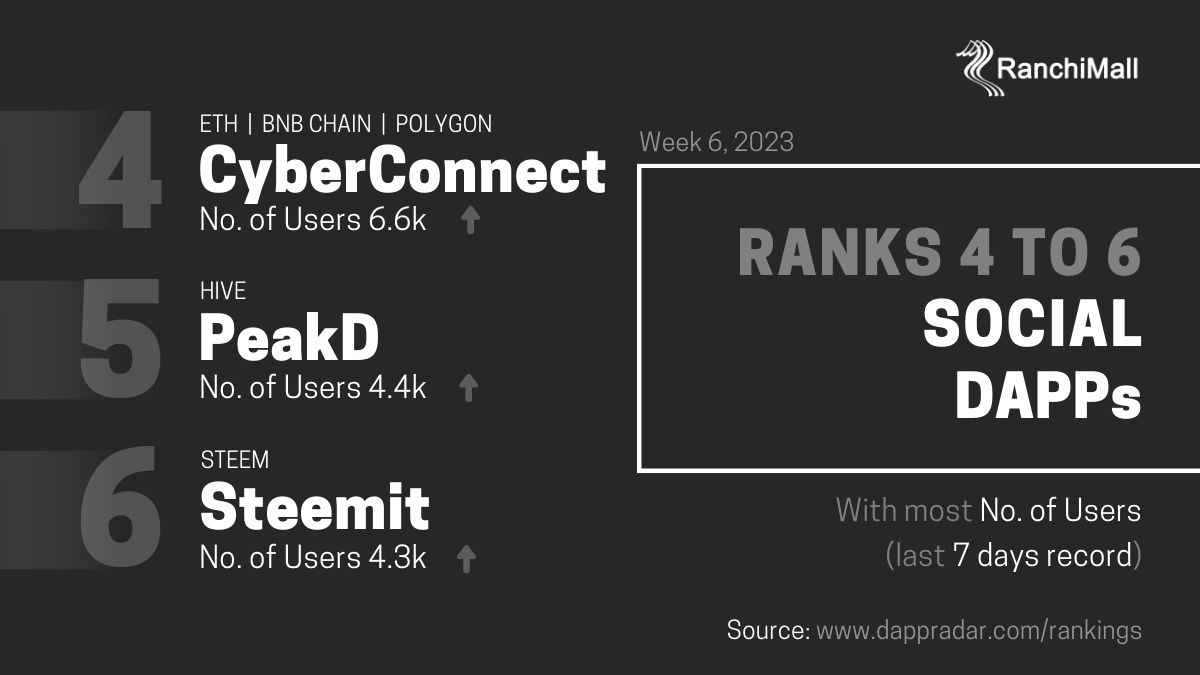 RanchiMall
4
ETH | BNB CHAIN | POLYGON
CyberConnect
No. of Users 6.6k
5
HIVE
PeakD
No. of Users 4.4k
6
STEEM
Steemit
No. of Users 4.3k
Week 6, 2023
RANKS 4 TO 6
SOCIAL
DAPPs
With most No. of Users
(last 7 days record)
Source: www.dappradar.com/rankings